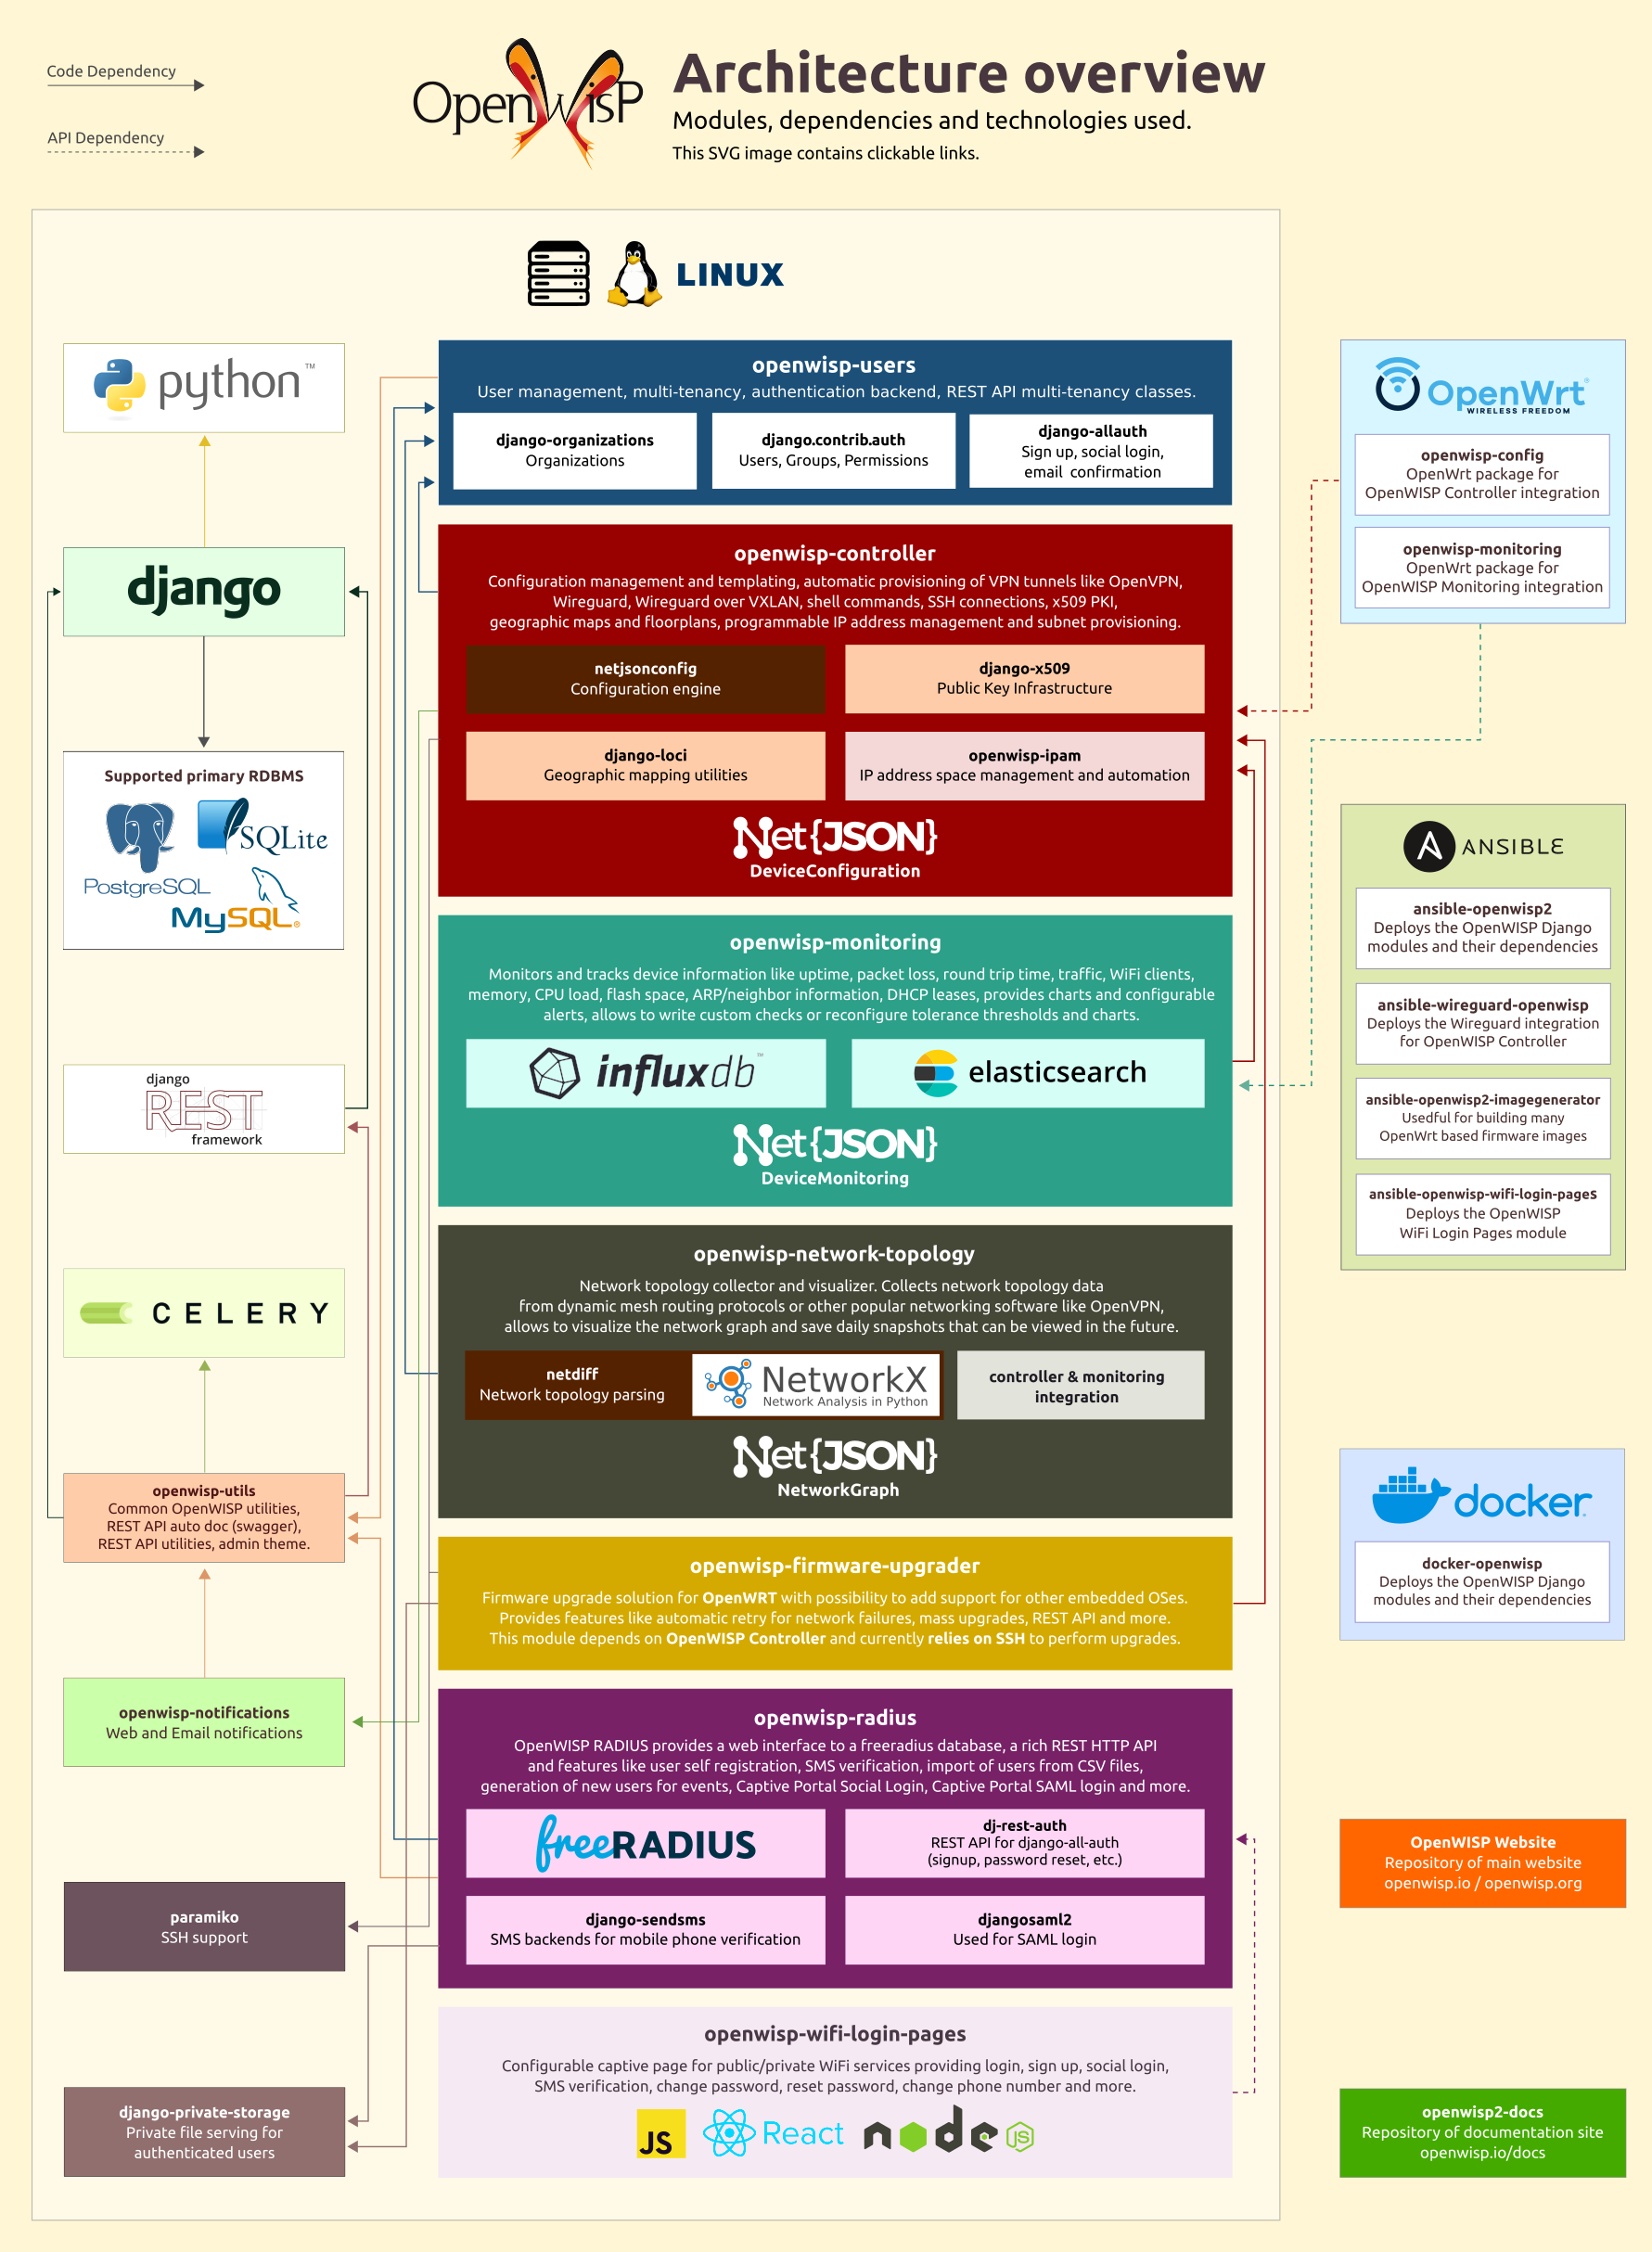 Code Dependency
API Dependency
OpenWISP
Architecture overview
Modules, dependencies and technologies used.
This SVG image contains clickable links.
LINUX
python™
django
Supported primary RDBMS
PostgreSQL
SQLite
MySQL®
django
REST
framework
CELERY
openwisp-utils
Common OpenWISP utilities,
REST API auto doc (swagger),
REST API utilities, admin theme.
openwisp-notifications
Web and Email notifications
paramiko
SSH support
django-private-storage
Private file serving for
authenticated users
openwisp-users
User management, multi-tenancy, authentication backend, REST API multi-tenancy classes.
django-organizations
Organizations
django.contrib.auth
Users, Groups, Permissions
django-allauth
Sign up, social login,
email confirmation
openwisp-controller
Configuration management and templating, automatic provisioning of VPN tunnels like OpenVPN,
Wireguard, Wireguard over VXLAN, shell commands, SSH connections, x509 PKI,
geographic maps and floorplans, programmable IP address management and subnet provisioning.
netjsonconfig
Configuration engine
django-x509
Public Key Infrastructure
django-loci
Geographic mapping utilities
openwisp-ipam
IP address space management and automation
Net{JSON}
DeviceConfiguration
openwisp-monitoring
Monitors and tracks device information like uptime, packet loss, round trip time, traffic, WiFi clients,
memory, CPU load, flash space, ARP/neighbor information, DHCP leases, provides charts and configurable
alerts, allows to write custom checks or reconfigure tolerance thresholds and charts.
influxdb™
elasticsearch
Net{JSON}
DeviceMonitoring
openwisp-network-topology
Network topology collector and visualizer. Collects network topology data
from dynamic mesh routing protocols or other popular networking software like OpenVPN,
allows to visualize the network graph and save daily snapshots that can be viewed in the future.
netdiff
Network topology parsing
NetworkX
Network Analysis in Python
controller & monitoring
integration
Net{JSON}
NetworkGraph
openwisp-firmware-upgrader
Firmware upgrade solution for OpenWRT with possibility to add support for other embedded OSes.
Provides features like automatic retry for network failures, mass upgrades, REST API and more.
This module depends on OpenWISP Controller and currently relies on SSH to perform upgrades.
openwisp-radius
OpenWISP RADIUS provides a web interface to a freeradius database, a rich REST HTTP API
and features like user self registration, SMS verification, import of users from CSV files,
generation of new users for events, Captive Portal Social Login, Captive Portal SAML login and more.
freeRADIUS
dj-rest-auth
REST API for django-all-auth
(signup, password reset, etc.)
django-sendsms
SMS backends for mobile phone verification
djangosaml2
Used for SAML login
openwisp-wifi-login-pages
Configurable captive page for public/private WiFi services providing login, sign up, social login,
SMS verification, change password, reset password, change phone number and more.
JS
React
node
JS
OpenWrt®
WIRELESS FREEDOM
openwisp-config
OpenWrt package for
OpenWISP Controller integration
openwisp-monitoring
OpenWrt package for
OpenWISP Monitoring integration
ANSIBLE
ansible-openwisp2
Deploys the OpenWISP Django
modules and their dependencies
ansible-wireguard-openwisp
Deploys the Wireguard integration
for OpenWISP Controller
ansible-openwisp2-imagegenerator
Usedful for building many
OpenWrt based firmware images
ansible-openwisp-wifi-login-pages
Deploys the OpenWISP
WiFi Login Pages module
docker
docker-openwisp
Deploys the OpenWISP Django
modules and their dependencies
OpenWISP Website
Repository of main website
openwisp.io / openwisp.org
openwisp2-docs
Repository of documentation site
openwisp.io/docs